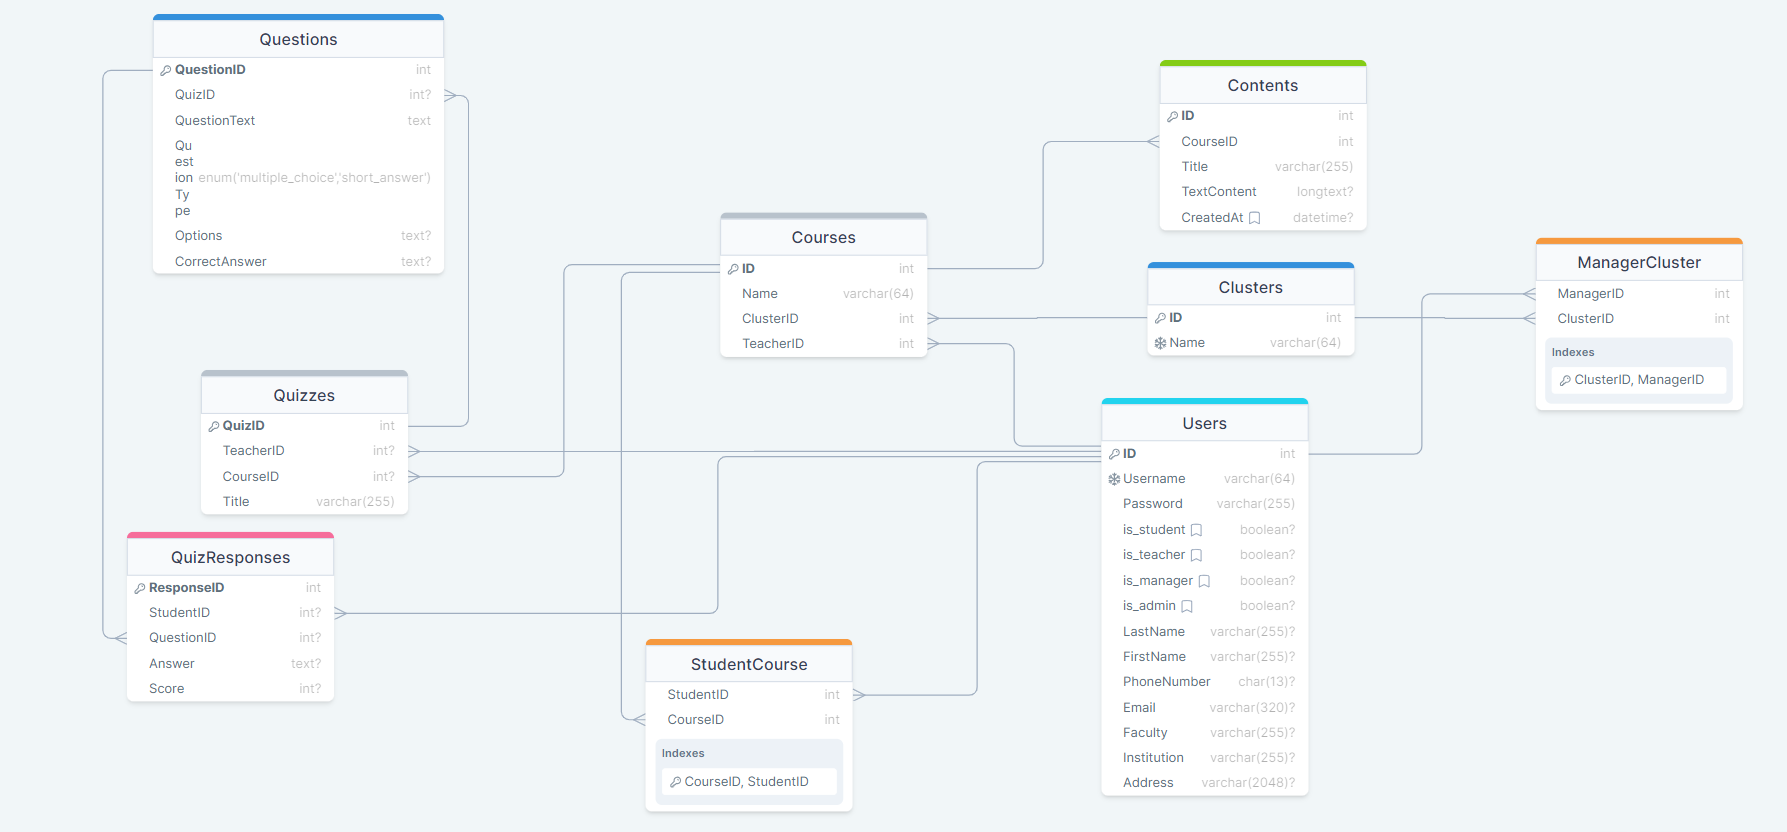 Questions
QuestionID int
QuizID int?
QuestionText text
Qu
est
ion enum('multiple_choice','short_answer')
Ty
pe
Options text?
CorrectAnswer text?
Quizzes
QuizID int
TeacherID int?
CourseID int?
Title varchar(255)
QuizResponses
ResponseID int
StudentID int?
QuestionID int?
Answer text?
Score int?
Courses
ID int
Name varchar(64)
ClusterID int
TeacherID int
StudentCourse
StudentID int
CourseID int
Indexes
CourseID, StudentID
Contents
ID int
CourseID int
Title varchar(255)
TextContent longtext?
CreatedAt datetime?
Clusters
ID int
Name varchar(64)
Users
ID int
Username varchar(64)
Password varchar(255)
is_student boolean?
is_teacher boolean?
is_manager boolean?
is_admin boolean?
LastName varchar(255)?
FirstName varchar(255)?
PhoneNumber char(13)?
Email varchar(320)?
Faculty varchar(255)?
Institution varchar(255)?
Address varchar(2048)?
ManagerCluster
ManagerID int
ClusterID int
Indexes
ClusterID, ManagerID